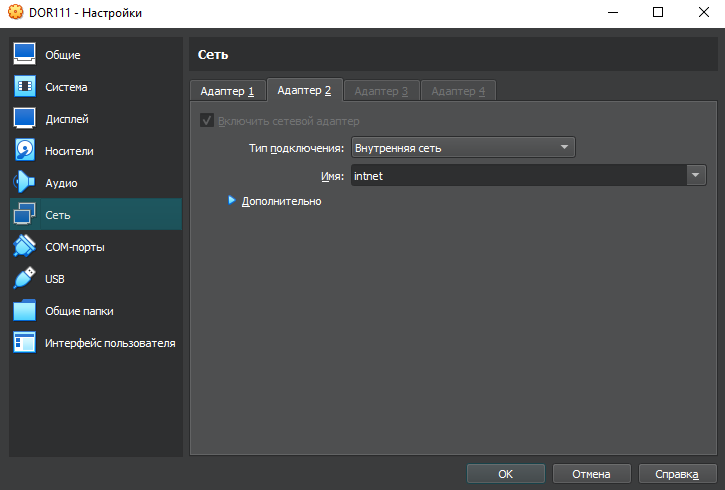 DOR111 - Настройки
Общие
Система
Дисплей
Носители
Аудио
Сеть
COM-порты
USB
Общие папки
Интерфейс пользователя
Сеть
Адаптер 1 Адаптер 2 Адаптер 3 Адаптер 4
Включить сетевой адаптер
Тип подключения: Внутренняя сеть
Имя: intnet
Дополнительно
OK Отмена Справка